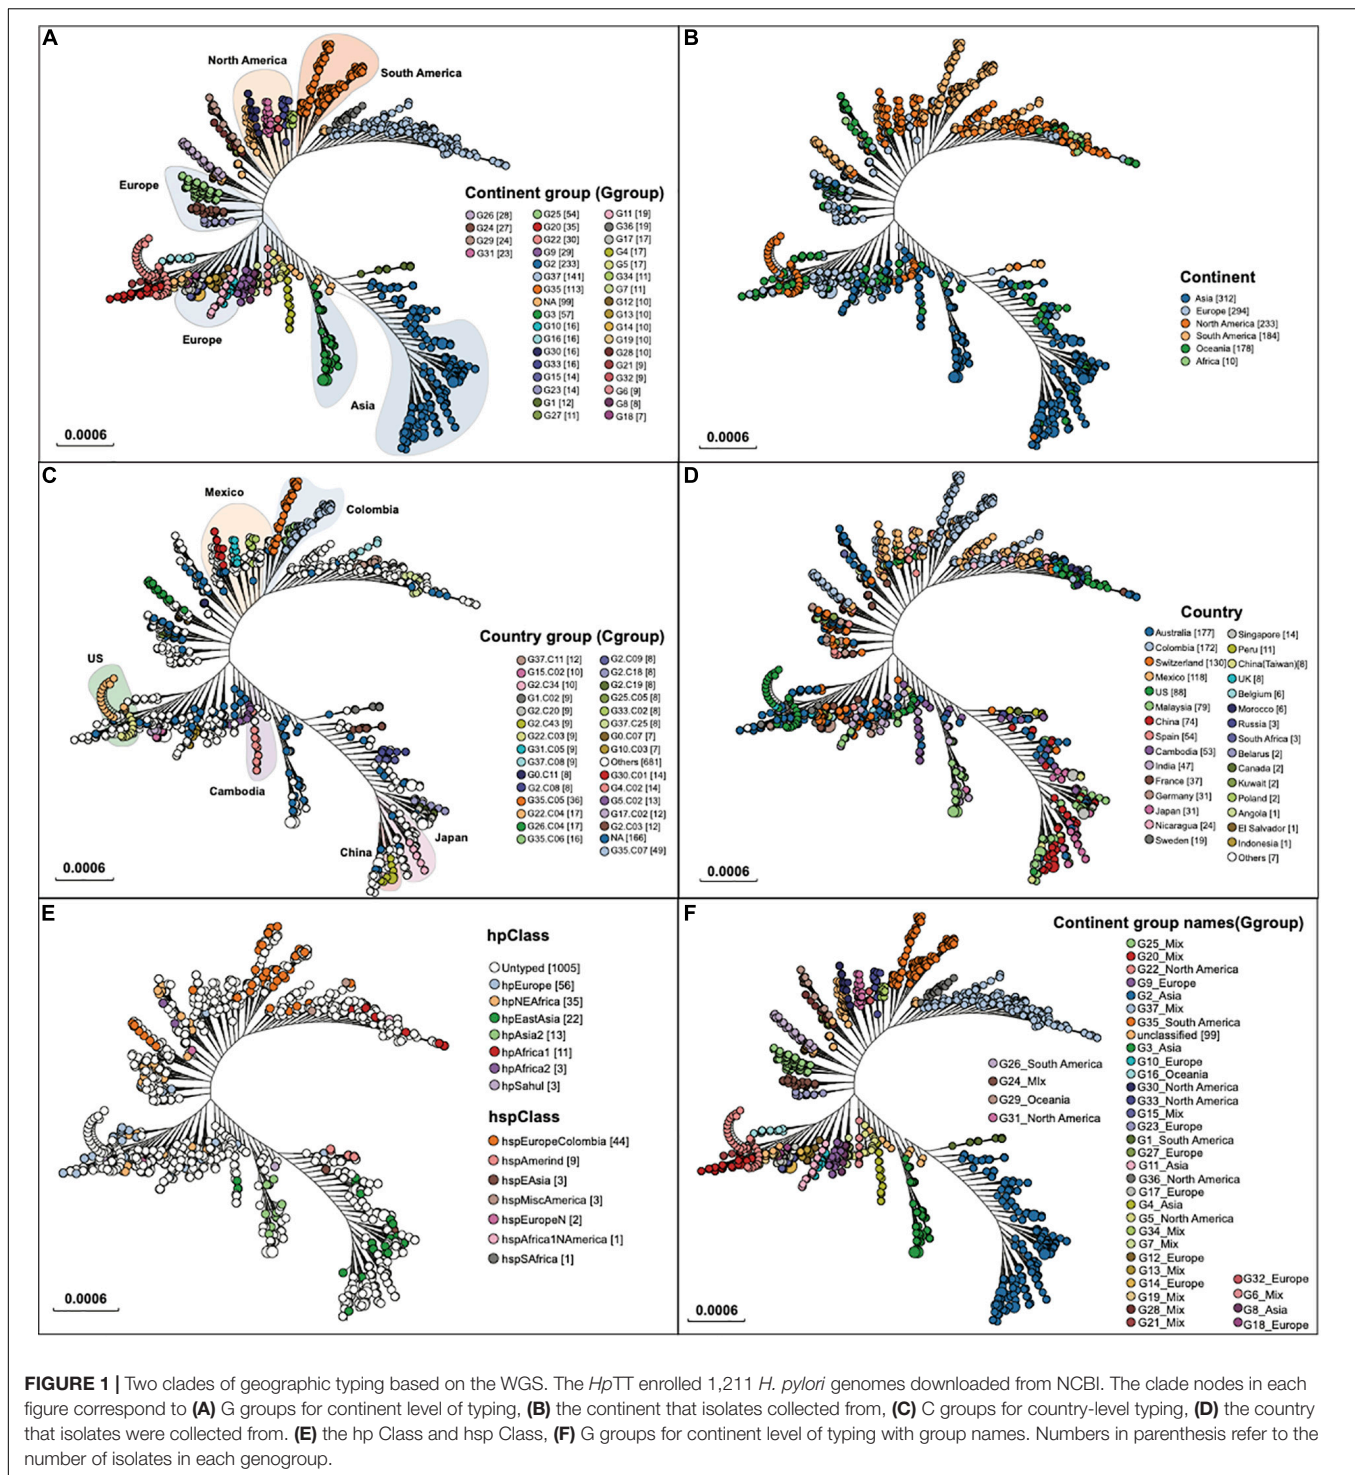 A
North America
South America
Europe
Europe
Asia
Continent group (Ggroup)
G26 [28]
G24 [27]
G29 [24]
G31 [23]
G25 [54]
G20 [35]
G22 [30]
G9 [29]
G2 [233]
G37 [141]
G35 [113]
NA [99]
G3 [57]
G10 [16]
G16 [16]
G30 [16]
G33 [16]
G15 [14]
G23 [14]
G1 [12]
G27 [11]
G11 [19]
G36 [19]
G17 [17]
G4 [17]
G5 [17]
G34 [11]
G7 [11]
G12 [10]
G13 [10]
G14 [10]
G19 [10]
G28 [10]
G21 [9]
G32 [9]
G6 [9]
G8 [8]
G18 [7]
0.0006
B
Continent
Asia [312]
Europe [294]
North America [233]
South America [184]
Oceania [178]
Africa [10]
0.0006
C
Mexico
Colombia
US
Cambodia
China
Japan
Country group (Cgroup)
G37.C11 [12]
G15.C02 [10]
G2.C34 [10]
G1.C02 [9]
G2.C20 [9]
G2.C43 [9]
G22.C03 [9]
G31.C05 [9]
G37.C08 [9]
G0.C11 [8]
G2.C08 [8]
G35.C05 [36]
G22.C04 [17]
G26.C04 [17]
G35.C06 [16]
G2.C09 [8]
G2.C18 [8]
G2.C19 [8]
G25.C05 [8]
G33.C02 [8]
G37.C25 [8]
G0.C07 [7]
G10.C03 [7]
Others [681]
G30.C01 [14]
G4.C02 [14]
G5.C02 [13]
G17.C02 [12]
G2.C03 [12]
NA [166]
G35.C07 [49]
0.0006
D
Country
Australia [177]
Colombia [172]
Switzerland [130]
Mexico [118]
US [88]
Malaysia [79]
China [74]
Spain [54]
Cambodia [53]
India [47]
France [37]
Germany [31]
Japan [31]
Nicaragua [24]
Sweden [19]
Singapore [14]
Peru [11]
China(Taiwan)[8]
UK [8]
Belgium [6]
Morocco [6]
Russia [3]
South Africa [3]
Belarus [2]
Canada [2]
Kuwait [2]
Poland [2]
Angola [1]
El Salvador [1]
Indonesia [1]
Others [7]
0.0006
E
hpClass
Untyped [1005]
hpEurope [56]
hpNEAfrica [35]
hpEastAsia [22]
hpAsia2 [13]
hpAfrica1 [11]
hpAfrica2 [3]
hpSahul [3]
hspClass
hspEuropeColombia [44]
hspAmerind [9]
hspEAsia [3]
hspMiscAmerica [3]
hspEuropeN [2]
hspAfrica1NAmerica [1]
hspSAfrica [1]
0.0006
F
Continent group names(Ggroup)
G26_South America
G24_MIx
G29_Oceania
G31_North America
G25_Mix
G20_Mix
G22_North America
G9_Europe
G2_Asia
G37_Mix
G35_South America
unclassified [99]
G3_Asia
G10_Europe
G16_Oceania
G30_North America
G33_North America
G15_Mix
G23_Europe
G1_South America
G27_Europe
G11_Asia
G36_North America
G17_Europe
G4_Asia
G5_North America
G34_Mix
G7_Mix
G12_Europe
G13_Mix
G14_Europe
G19_Mix
G28_Mix
G21_Mix
G32_Europe
G6_Mix
G8_Asia
G18_Europe
0.0006
FIGURE 1 | Two clades of geographic typing based on the WGS. The HpTT enrolled 1,211 H. pylori genomes downloaded from NCBI. The clade nodes in each
figure correspond to (A) G groups for continent level of typing, (B) the continent that isolates collected from, (C) C groups for country-level typing, (D) the country
that isolates were collected from. (E) the hp Class and hsp Class, (F) G groups for continent level of typing with group names. Numbers in parenthesis refer to the
number of isolates in each genogroup.